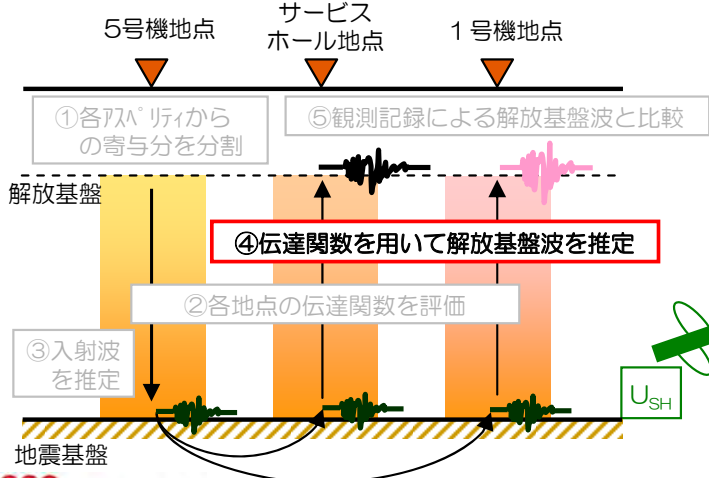 5号機地点
サービス
ホール地点
１号機地点
①各ｱｽﾍﾟﾘﾃｨから
の寄与分を分割
⑤観測記録による解放基盤波と比較
解放基盤
④伝達関数を用いて解放基盤波を推定
②各地点の伝達関数を評価
③入射波
を推定
USH
地震基盤